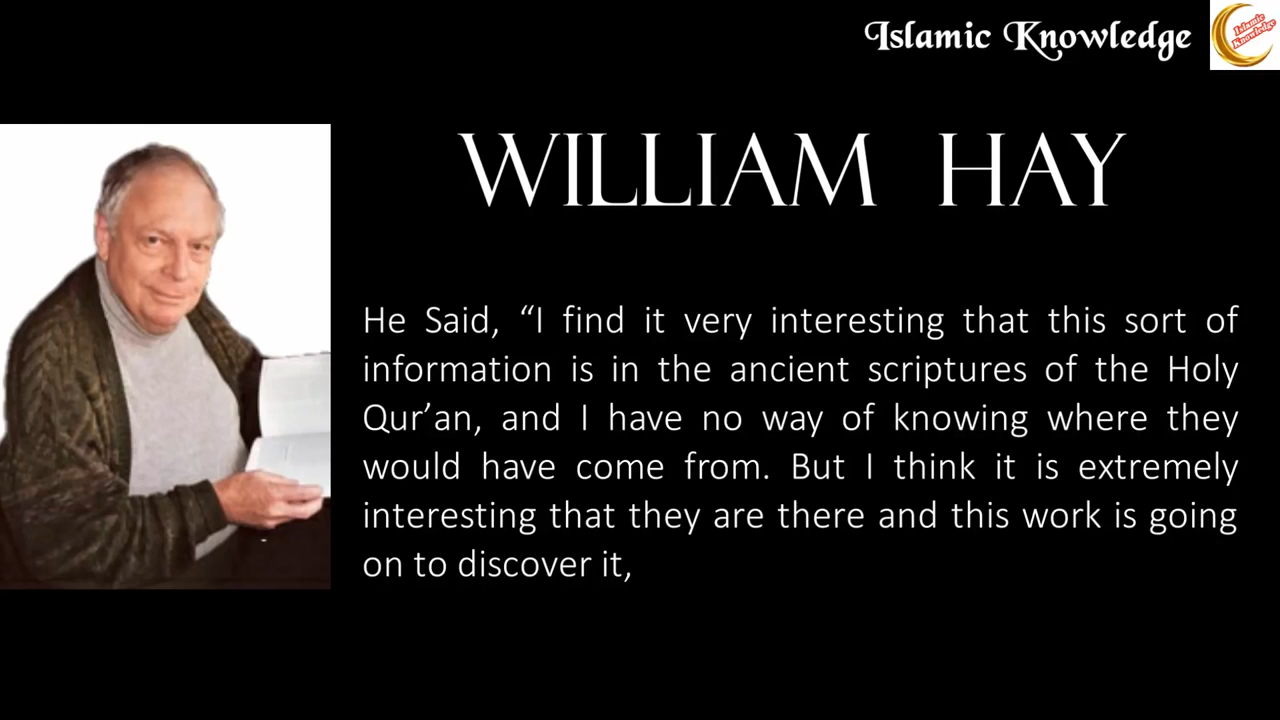 Islamic Knowledge
Islamic
Knowledge
WILLIAM HAY
He Said, “I find it very interesting that this sort of
information is in the ancient scriptures of the Holy
Qur’an, and I have no way of knowing where they
would have come from. But I think it is extremely
interesting that they are there and this work is going
on to discover it,